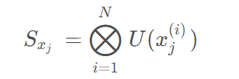 $S_{x_j} = \bigotimes_{i=1}^{N} U(x_j^{(i)})$